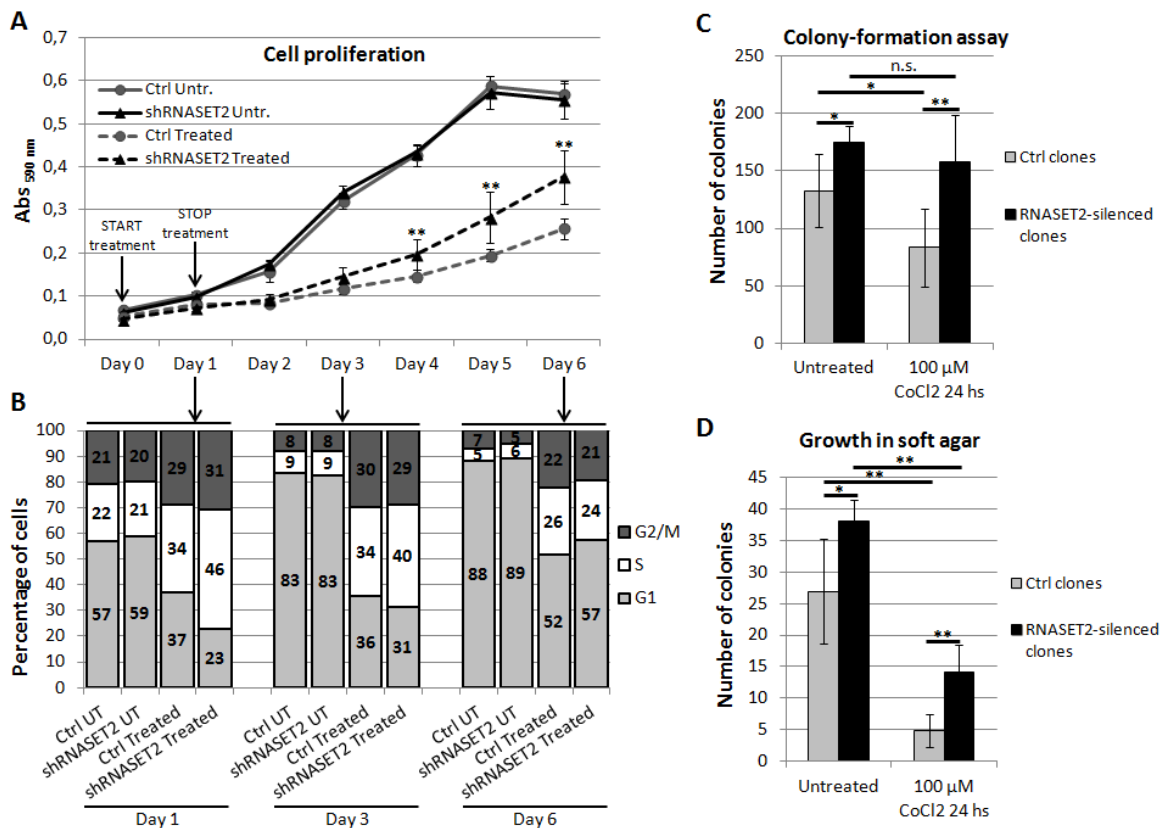 A
Cell proliferation
Abs 590 nm
0,7
0,6
0,5
0,4
0,3
0,2
0,1
0,0
Ctrl Untr.
shRNASET2 Untr.
Ctrl Treated
shRNASET2 Treated
START
treatment
STOP
treatment
**
**
**
Day 0
Day 1
Day 2
Day 3
Day 4
Day 5
Day 6
B
Percentage of cells
100
90
80
70
60
50
40
30
20
10
0
21 20 29 31
22 21 34 46
57 59 37 23
8 8 30 29
9 9 34 40
83 83 36 31
7 5 22 21
5 6 26 24
88 89 52 57
G2/M
S
G1
Ctrl UT
shRNASET2 UT
Ctrl Treated
shRNASET2 Treated
Ctrl UT
shRNASET2 UT
Ctrl Treated
shRNASET2 Treated
Ctrl UT
shRNASET2 UT
Ctrl Treated
shRNASET2 Treated
Day 1
Day 3
Day 6
C
Colony-formation assay
Number of colonies
250
200
150
100
50
0
n.s.
*
*
**
Ctrl clones
RNASET2-silenced
clones
Untreated
100 µM
CoCl2 24 hs
D
Growth in soft agar
Number of colonies
45
40
35
30
25
20
15
10
5
0
**
**
*
**
Ctrl clones
RNASET2-silenced
clones
Untreated
100 µM
CoCl2 24 hs